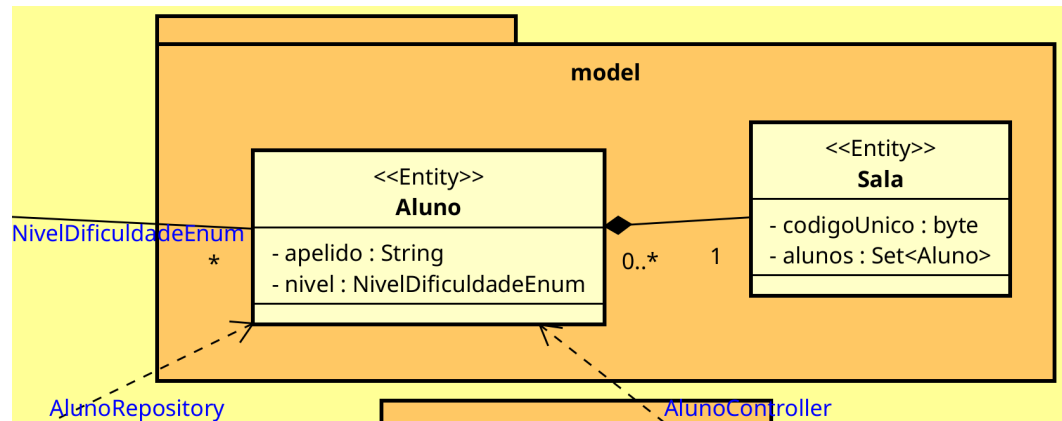 model
<<Entity>>
Aluno
- apelido : String
- nivel : NivelDificuldadeEnum
<<Entity>>
Sala
- codigoUnico : byte
- alunos : Set<Aluno>
NivelDificuldadeEnum
*
0..*
1
AlunoRepository
AlunoController